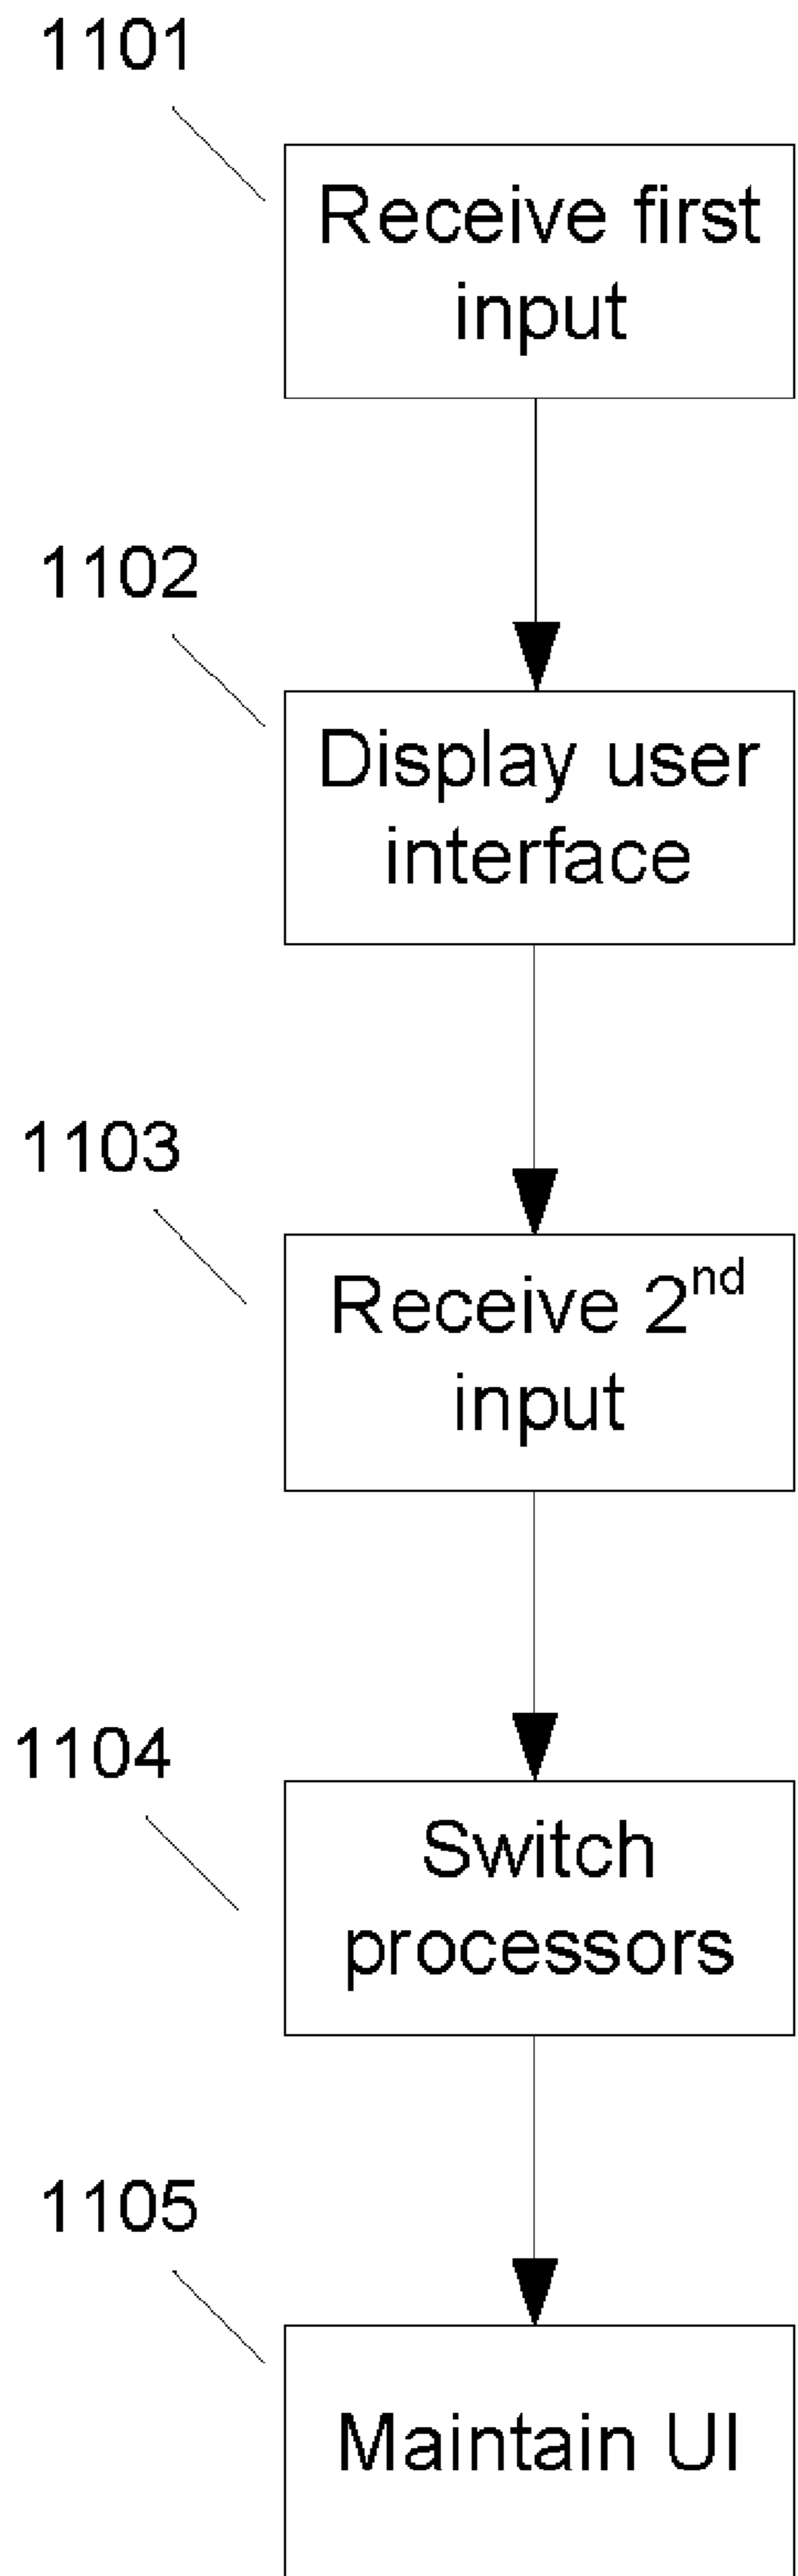 1101
Receive first
input
1102
Display user
interface
1103
Receive 2nd
input
1104
Switch
processors
1105
Maintain UI